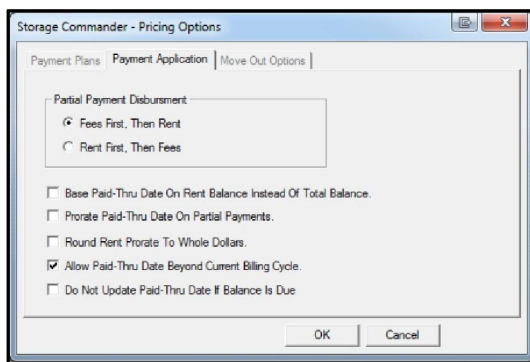 Storage Commander - Pricing Options
Payment Plans Payment Application Move Out Options
Partial Payment Disbursment
Fees First, Then Rent
Rent First, Then Fees
Base Paid-Thru Date On Rent Balance Instead Of Total Balance.
Prorate Paid-Thru Date On Partial Payments.
Round Rent Prorate To Whole Dollars.
Allow Paid-Thru Date Beyond Current Billing Cycle.
Do Not Update Paid-Thru Date If Balance Is Due
OK Cancel